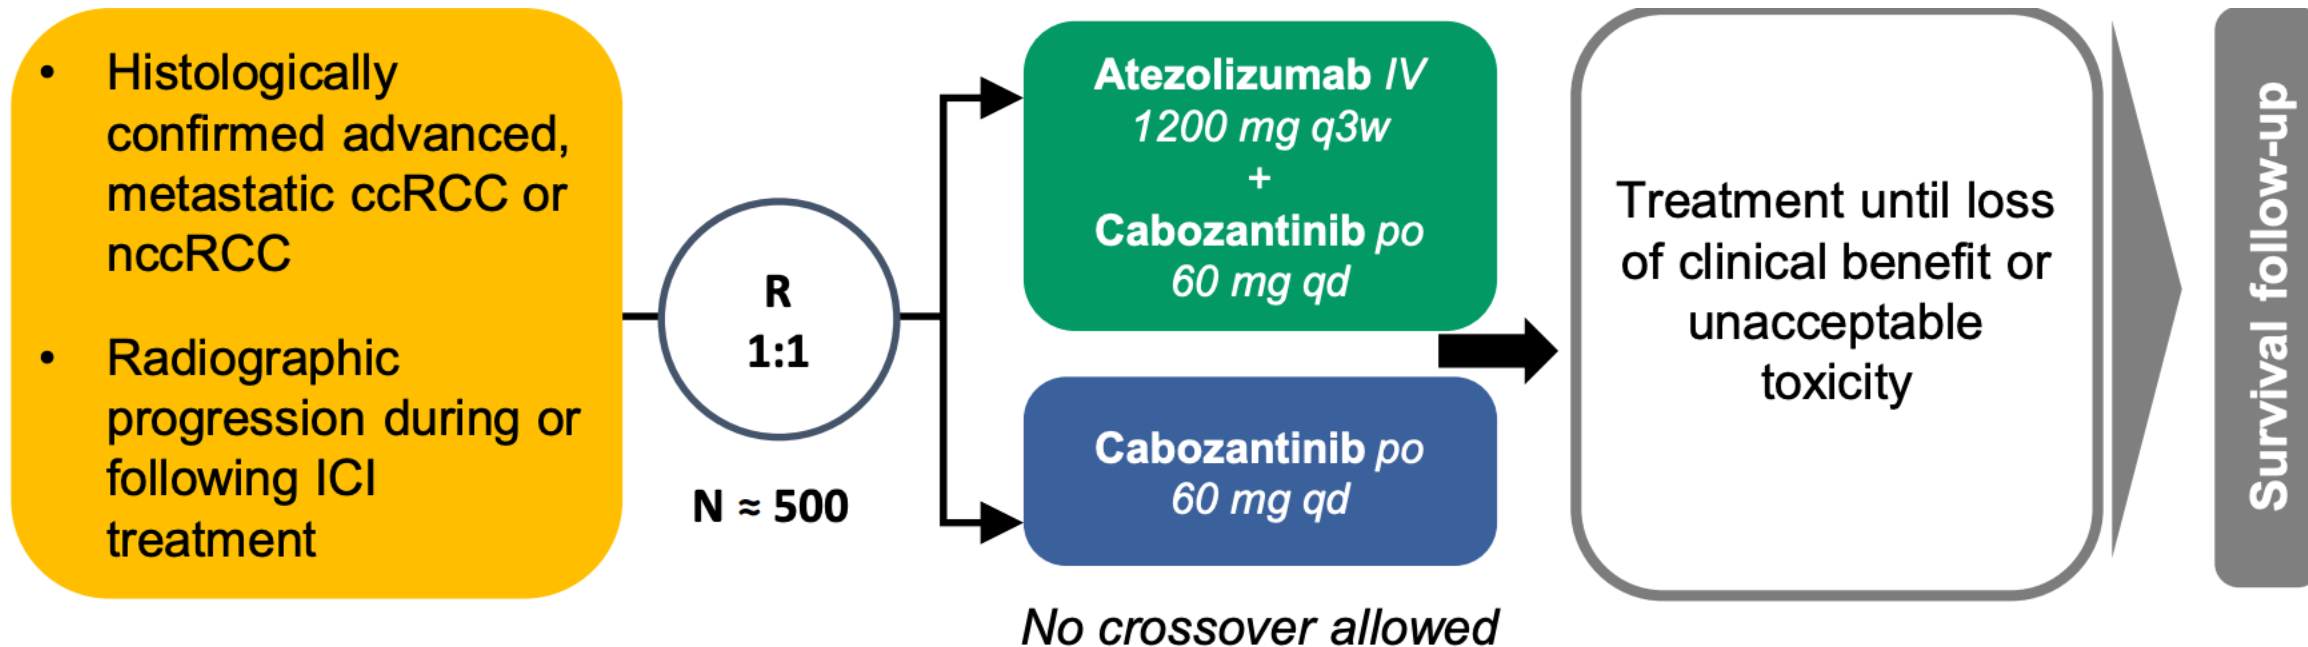 • Histologically
confirmed advanced,
metastatic ccRCC or
nccRCC
• Radiographic
progression during or
following ICI
treatment
R
1:1
N ≈ 500
Atezolizumab IV
1200 mg q3w
+
Cabozantinib po
60 mg qd
Cabozantinib po
60 mg qd
No crossover allowed
Treatment until loss
of clinical benefit or
unacceptable
toxicity
Survival follow-up